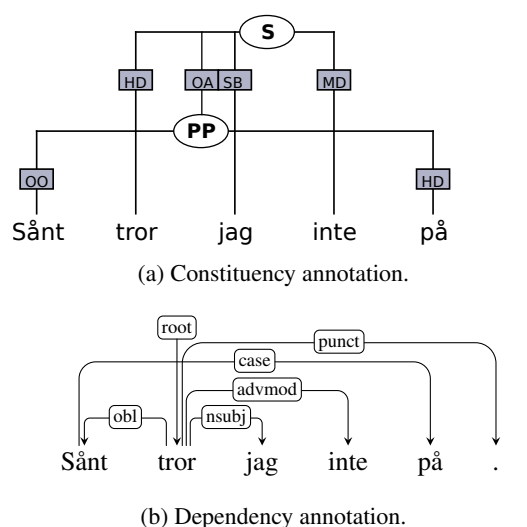 S
HD OA SB MD
PP
OO HD
Sånt tror jag inte på
(a) Constituency annotation.
root
punct
case
advmod
obl nsubj
Sånt tror jag inte på .
(b) Dependency annotation.